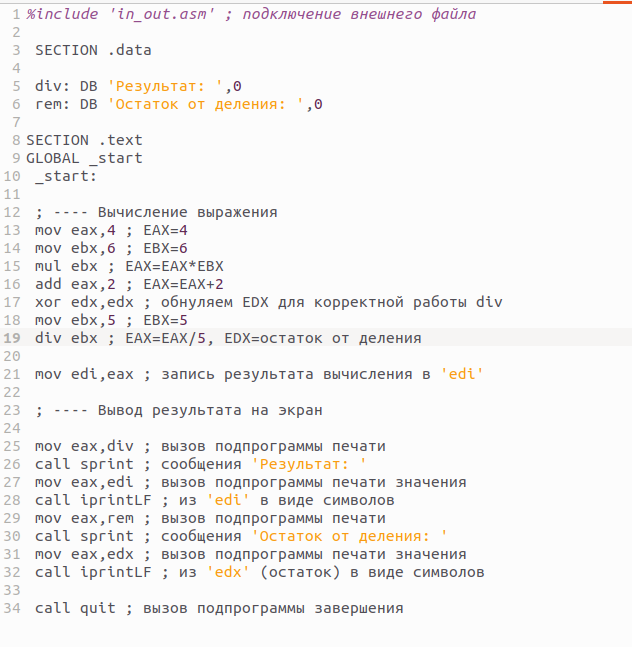 1 %include 'in_out.asm' ; подключение внешнего файла
2
3 SECTION .data
4
5 div: DB 'Результат: ',0
6 rem: DB 'Остаток от деления: ',0
7
8 SECTION .text
9 GLOBAL _start
10 _start:
11
12 ; ---- Вычисление выражения
13 mov eax,4 ; EAX=4
14 mov ebx,6 ; EBX=6
15 mul ebx ; EAX=EAX*EBX
16 add eax,2 ; EAX=EAX+2
17 xor edx,edx ; обнуляем EDX для корректной работы div
18 mov ebx,5 ; EBX=5
19 div ebx ; EAX=EAX/5, EDX=остаток от деления
20
21 mov edi,eax ; запись результата вычисления в 'edi'
22
23 ; ---- Вывод результата на экран
24
25 mov eax,div ; вызов подпрограммы печати
26 call sprint ; сообщения 'Результат: '
27 mov eax,edi ; вызов подпрограммы печати значения
28 call iprintLF ; из 'edi' в виде символов
29 mov eax,rem ; вызов подпрограммы печати
30 call sprint ; сообщения 'Остаток от деления: '
31 mov eax,edx ; вызов подпрограммы печати значения
32 call iprintLF ; из 'edx' (остаток) в виде символов
33
34 call quit ; вызов подпрограммы завершения